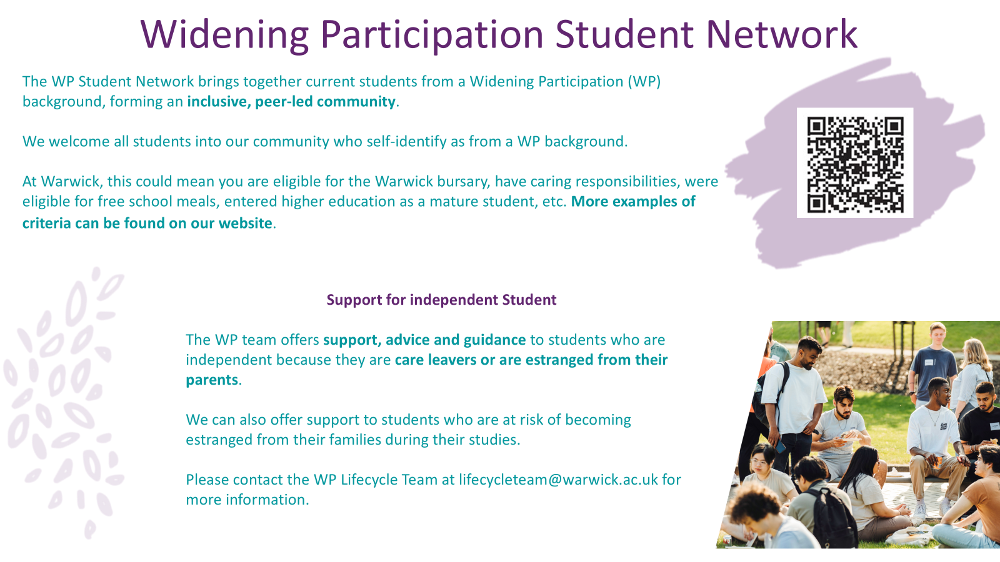 Widening Participation Student Network
The WP Student Network brings together current students from a Widening Participation (WP)
background, forming an inclusive, peer-led community.
We welcome all students into our community who self-identify as from a WP background.
At Warwick, this could mean you are eligible for the Warwick bursary, have caring responsibilities, were
eligible for free school meals, entered higher education as a mature student, etc. More examples of
criteria can be found on our website.
Support for independent Student
The WP team offers support, advice and guidance to students who are
independent because they are care leavers or are estranged from their
parents.
We can also offer support to students who are at risk of becoming
estranged from their families during their studies.
Please contact the WP Lifecycle Team at lifecycleteam@warwick.ac.uk for
more information.